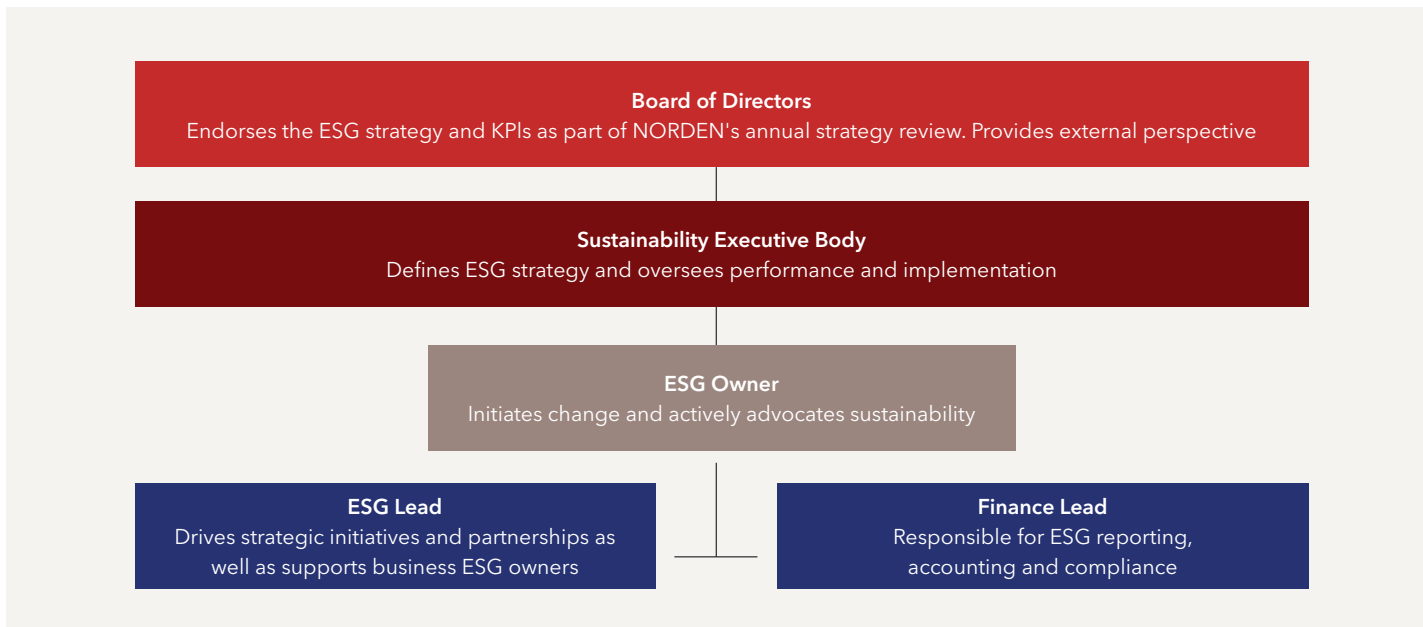 Board of Directors
Endorses the ESG strategy and KPIs as part of NORDEN's annual strategy review. Provides external perspective
Sustainability Executive Body
Defines ESG strategy and oversees performance and implementation
ESG Owner
Initiates change and actively advocates sustainability
ESG Lead
Drives strategic initiatives and partnerships as
well as supports business ESG owners
Finance Lead
Responsible for ESG reporting,
accounting and compliance